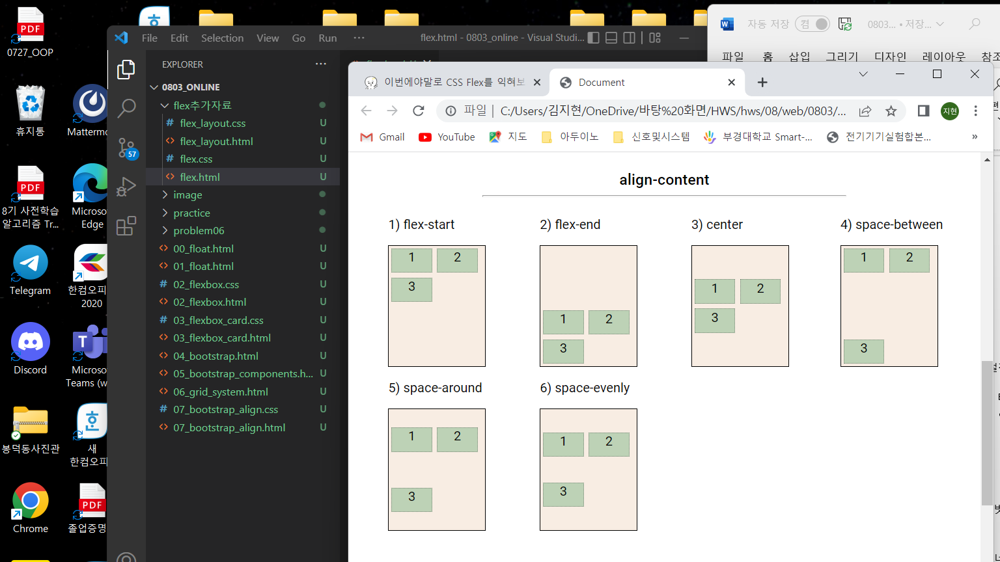 PDF
0727_OOP
휴지통
Mattermo
PDF
8기 사전학습
알고리즘 Tr...
Microso
Edge
Telegram
한컴오피
2020
Discord
Microso
Teams (w
봉덕동사진관
새
한컴오피
Chrome
PDF
졸업증명
File Edit Selection View Go Run ···
flex.html - 0803_online - Visual Studi...
EXPLORER
0803_ONLINE
flex추가자료
# flex_layout.css U
<> flex_layout.html U
# flex.css U
<> flex.html U
57
image
practice
problem06
<> 00_float.html U
<> 01_float.html U
# 02_flexbox.css U
<> 02_flexbox.html U
# 03_flexbox_card.css U
<> 03_flexbox_card.html U
<> 04_bootstrap.html U
<> 05_bootstrap_components.h... U
<> 06_grid_system.html U
# 07_bootstrap_align.css U
<> 07_bootstrap_align.html U
자동 저장 켬 0803... • 저장...
파일 홈 삽입 그리기 디자인 레이아웃 참조
이번에야말로 CSS Flex를 익혀보
Document
파일 | C:/Users/김지현/OneDrive/바탕%20화면/HWS/hws/08/web/0803/...
지현
Gmail YouTube 지도 아두이노 신호및시스템 부경대학교 Smart-... 전기기기실험합본... »
align-content
1) flex-start 2) flex-end 3) center 4) space-between
1 2
3
1 2
3
1 2
3
1 2
3
5) space-around 6) space-evenly
1 2
3
1 2
3